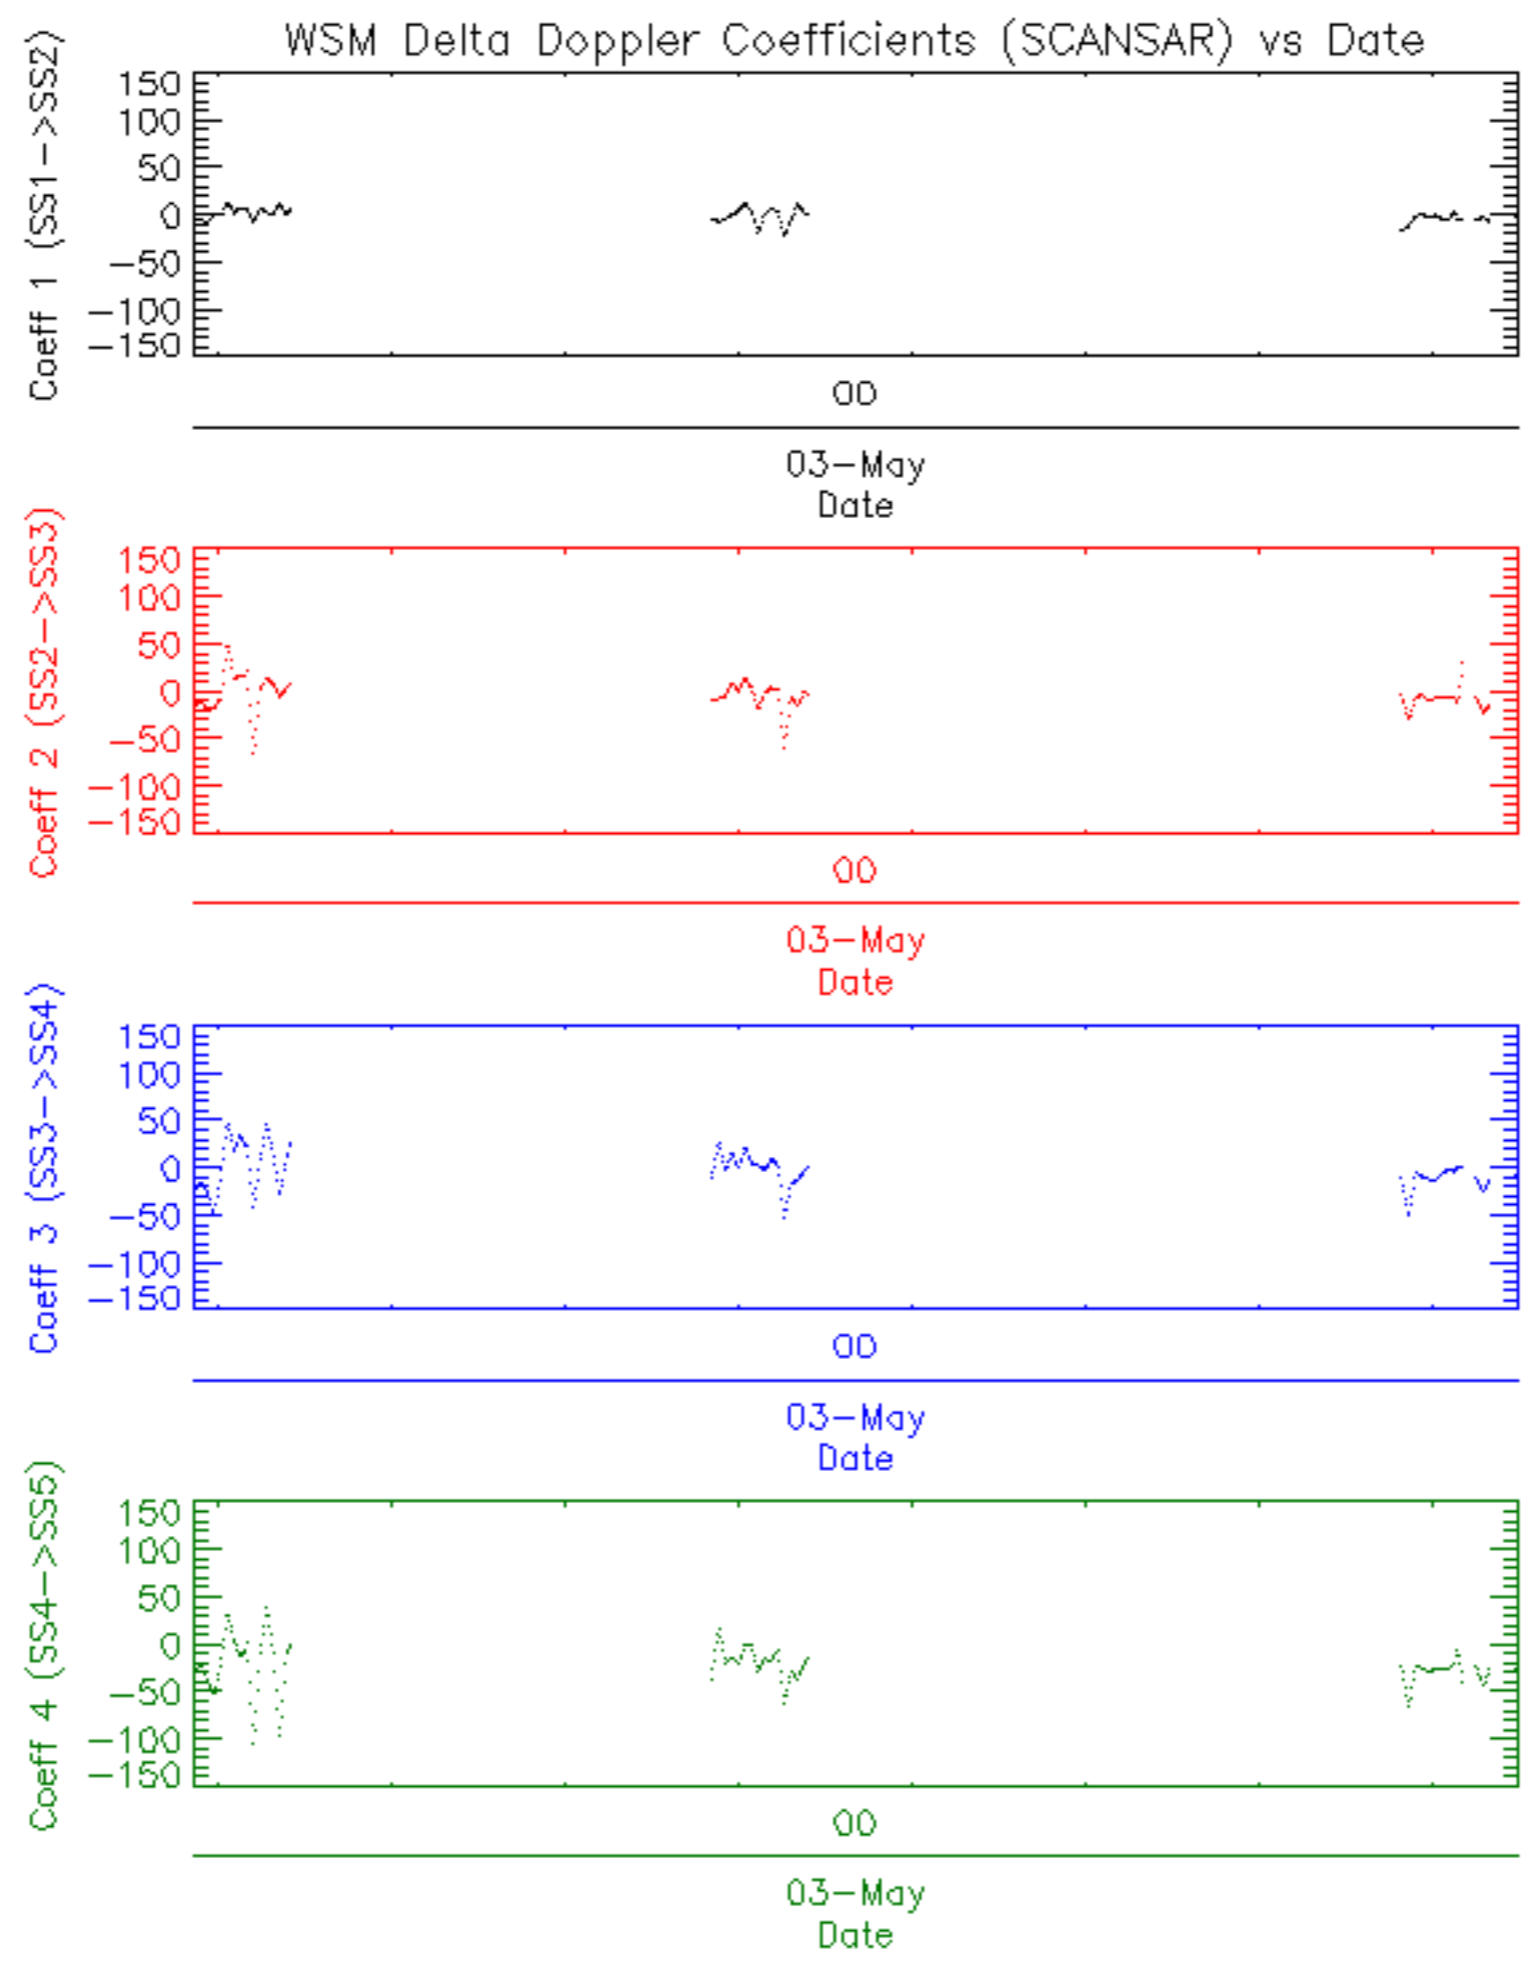 WSM Delta Doppler Coefficients (SCANSAR) vs Date
Coeff 1 (SS1->SS2)
150
100
50
0
-50
-100
-150
00
03-May
Date
Coeff 2 (SS2->SS3)
150
100
50
0
-50
-100
-150
00
03-May
Date
Coeff 3 (SS3->SS4)
150
100
50
0
-50
-100
-150
00
03-May
Date
Coeff 4 (SS4->SS5)
150
100
50
0
-50
-100
-150
00
03-May
Date